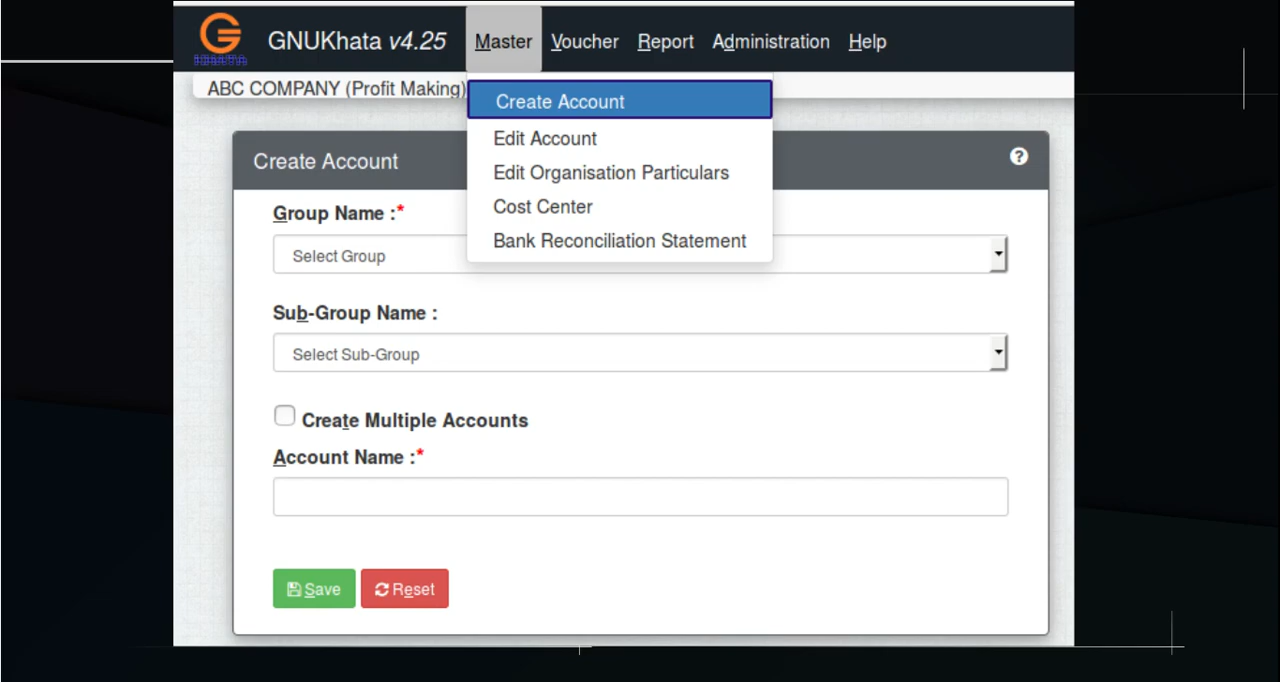 GNUKhata v4.25 Master Voucher Report Administration Help
KHATA
ABC COMPANY (Profit Making)
Create Account
Edit Account
Edit Organisation Particulars
Cost Center
Bank Reconciliation Statement
Create Account
Group Name :*
Select Group
Sub-Group Name :
Select Sub-Group
Create Multiple Accounts
Account Name :*
Save Reset